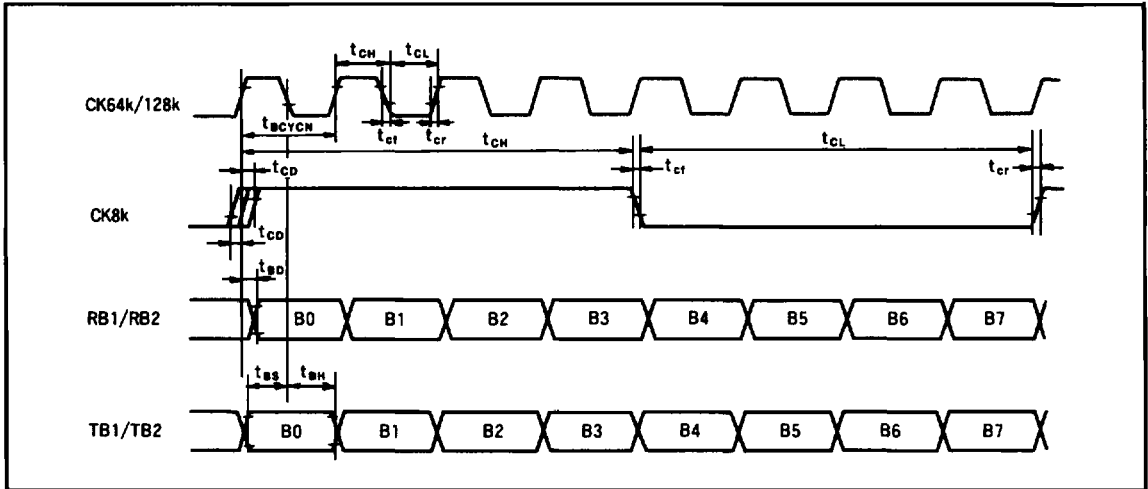 tCH tCL
CK64k/128k
tBCYCN tcf tcr
tCH tCL
tCD tcf tcr
CK8k
tCD
tBD
RB1/RB2 B0 B1 B2 B3 B4 B5 B6 B7
tBS tBH
TB1/TB2 B0 B1 B2 B3 B4 B5 B6 B7